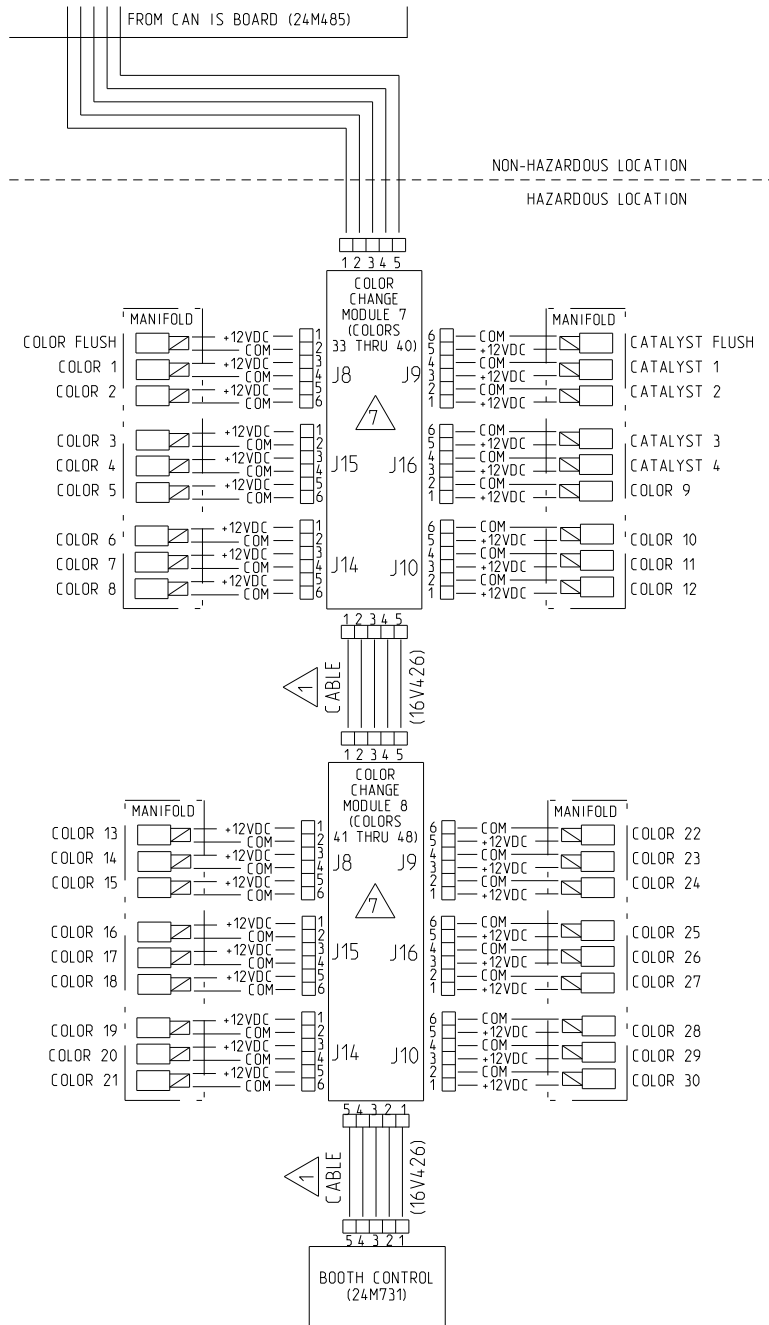 FROM CAN IS BOARD (24M485)
NON-HAZARDOUS LOCATION
HAZARDOUS LOCATION
1 2 3 4 5
COLOR
CHANGE
MODULE 7
(COLORS
33 THRU 40)
J8 J9
7
J15 J16
J14 J10
MANIFOLD
COLOR FLUSH +12VDC 1
COM 2
COLOR 1 +12VDC 3
COM 4
COLOR 2 +12VDC 5
COM 6
COLOR 3 +12VDC 1
COM 2
COLOR 4 +12VDC 3
COM 4
COLOR 5 +12VDC 5
COM 6
COLOR 6 +12VDC 1
COM 2
COLOR 7 +12VDC 3
COM 4
COLOR 8 +12VDC 5
COM 6
MANIFOLD
6 COM CATALYST FLUSH
5 +12VDC
4 COM CATALYST 1
3 +12VDC
2 COM CATALYST 2
1 +12VDC
6 COM CATALYST 3
5 +12VDC
4 COM CATALYST 4
3 +12VDC
2 COM COLOR 9
1 +12VDC
6 COM COLOR 10
5 +12VDC
4 COM COLOR 11
3 +12VDC
2 COM COLOR 12
1 +12VDC
1 2 3 4 5
1 CABLE (16V426)
1 2 3 4 5
COLOR
CHANGE
MODULE 8
(COLORS
41 THRU 48)
J8 J9
7
J15 J16
J14 J10
MANIFOLD
COLOR 13 +12VDC 1
COM 2
COLOR 14 +12VDC 3
COM 4
COLOR 15 +12VDC 5
COM 6
COLOR 16 +12VDC 1
COM 2
COLOR 17 +12VDC 3
COM 4
COLOR 18 +12VDC 5
COM 6
COLOR 19 +12VDC 1
COM 2
COLOR 20 +12VDC 3
COM 4
COLOR 21 +12VDC 5
COM 6
MANIFOLD
6 COM COLOR 22
5 +12VDC
4 COM COLOR 23
3 +12VDC
2 COM COLOR 24
1 +12VDC
6 COM COLOR 25
5 +12VDC
4 COM COLOR 26
3 +12VDC
2 COM COLOR 27
1 +12VDC
6 COM COLOR 28
5 +12VDC
4 COM COLOR 29
3 +12VDC
2 COM COLOR 30
1 +12VDC
5 4 3 2 1
1 CABLE (16V426)
5 4 3 2 1
BOOTH CONTROL
(24M731)